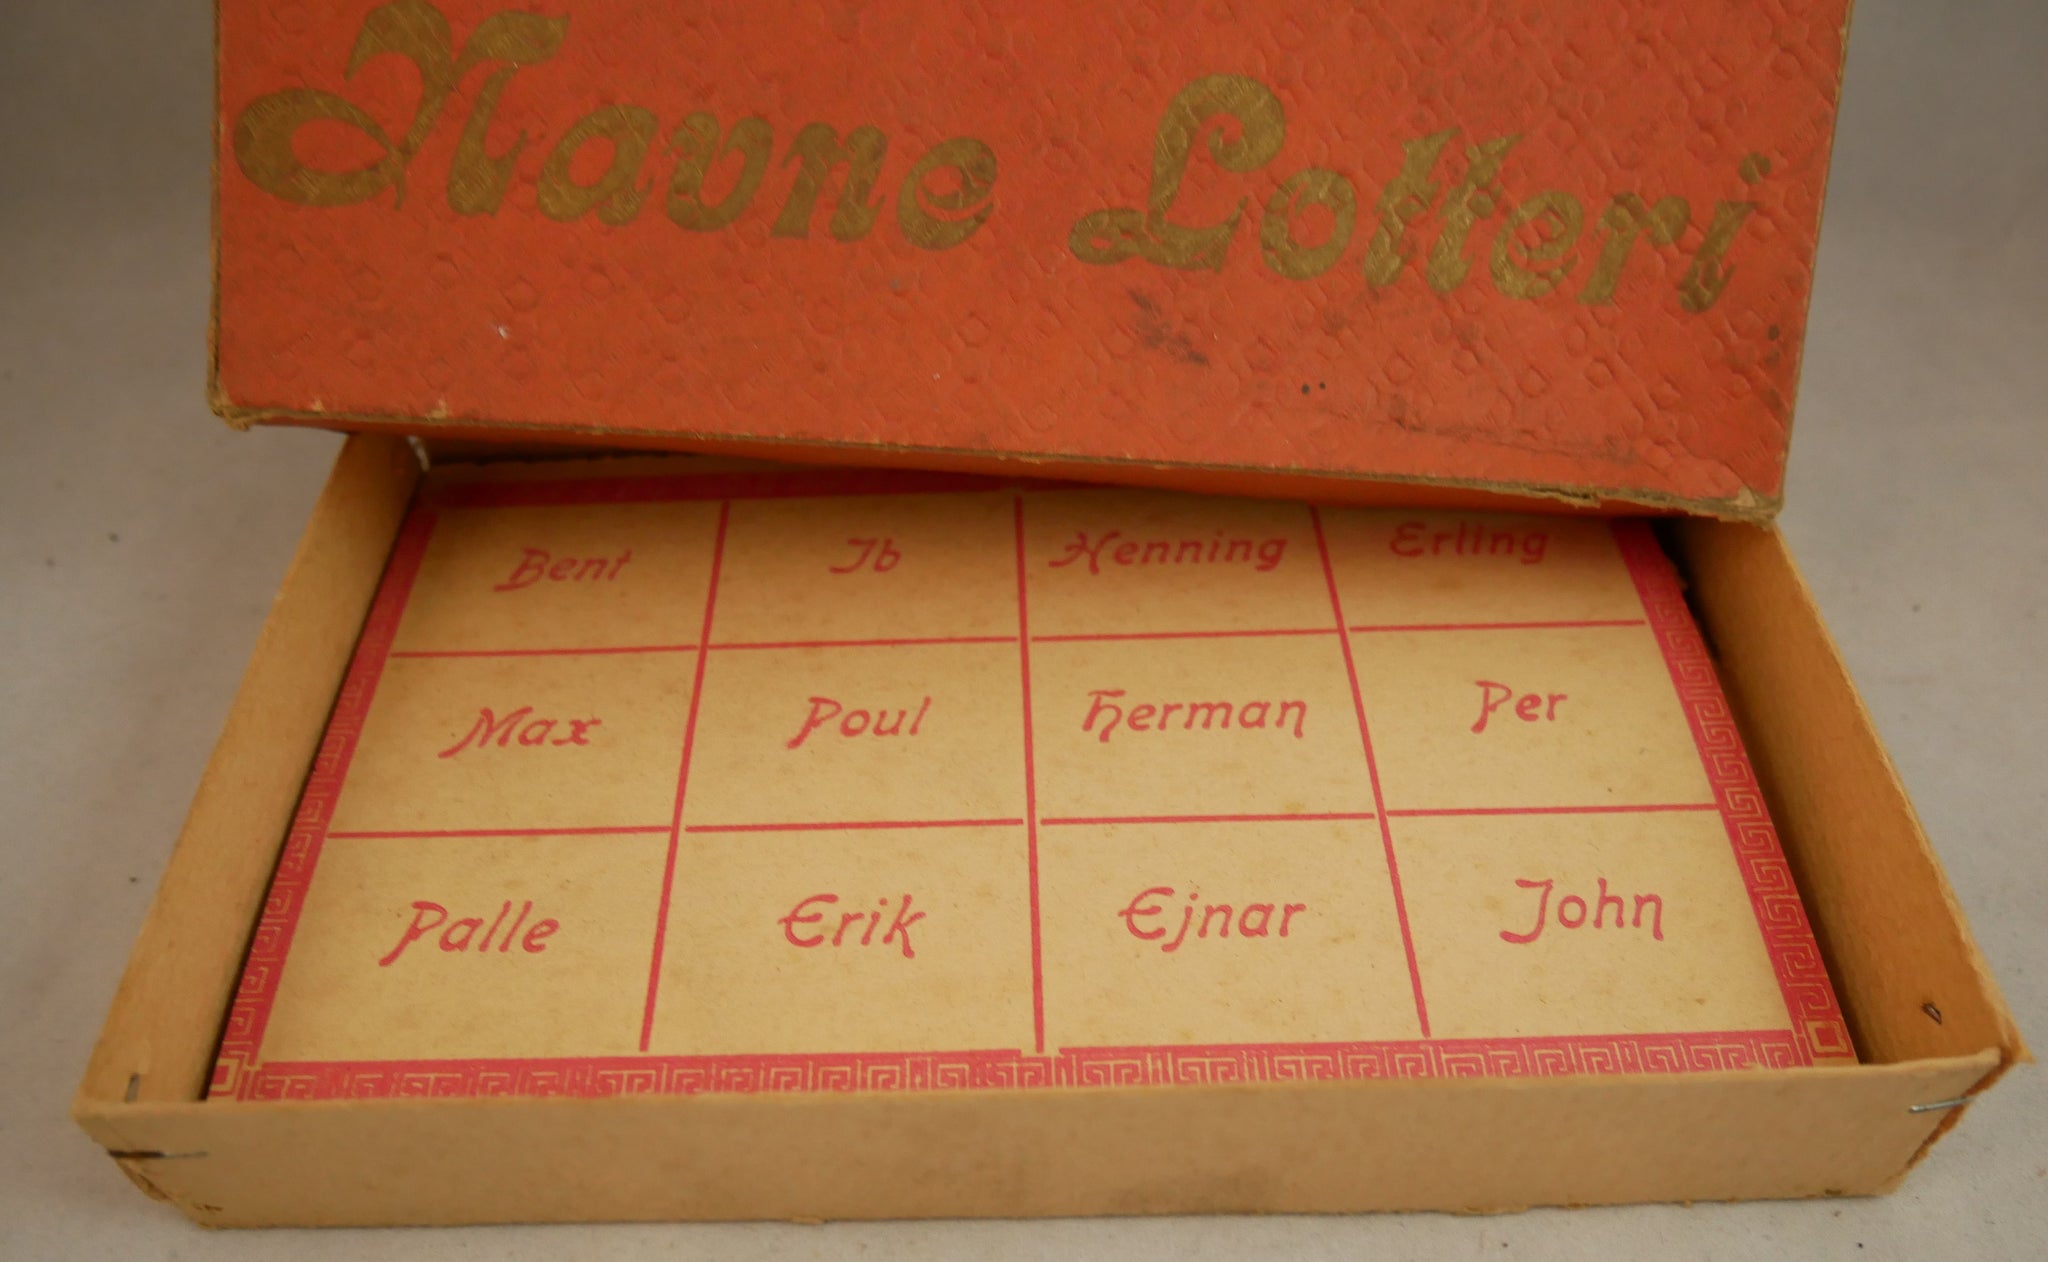 Navne Lotteri
Bent Ib Henning Erling
Max Poul Herman Per
Palle Erik Ejnar John